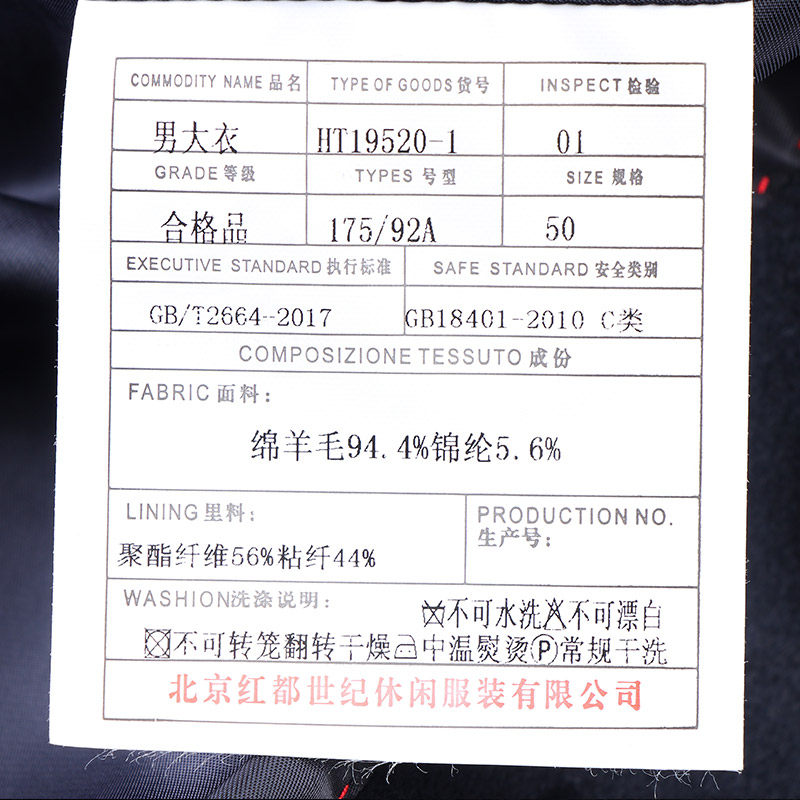 COMMODITY NAME 品名 TYPE OF GOODS 货号 INSPECT 检验
男大衣 HT19520-1 01
GRADE 等级 TYPES 号型 SIZE 规格
合格品 175/92A 50
EXECUTIVE STANDARD 执行标准 SAFE STANDARD 安全类别
GB/T2664-2017 GB18401-2010 C类
COMPOSIZIONE TESSUTO 成份
FABRIC 面料:
绵羊毛94.4%锦纶5.6%
LINING 里料:
聚酯纤维56%粘纤44%
PRODUCTION NO.
生产号:
WASHION洗涤说明:
不可水洗 不可漂白
不可转笼翻转干燥 中温熨烫Ⓟ常规干洗
北京红都世纪休闲服装有限公司